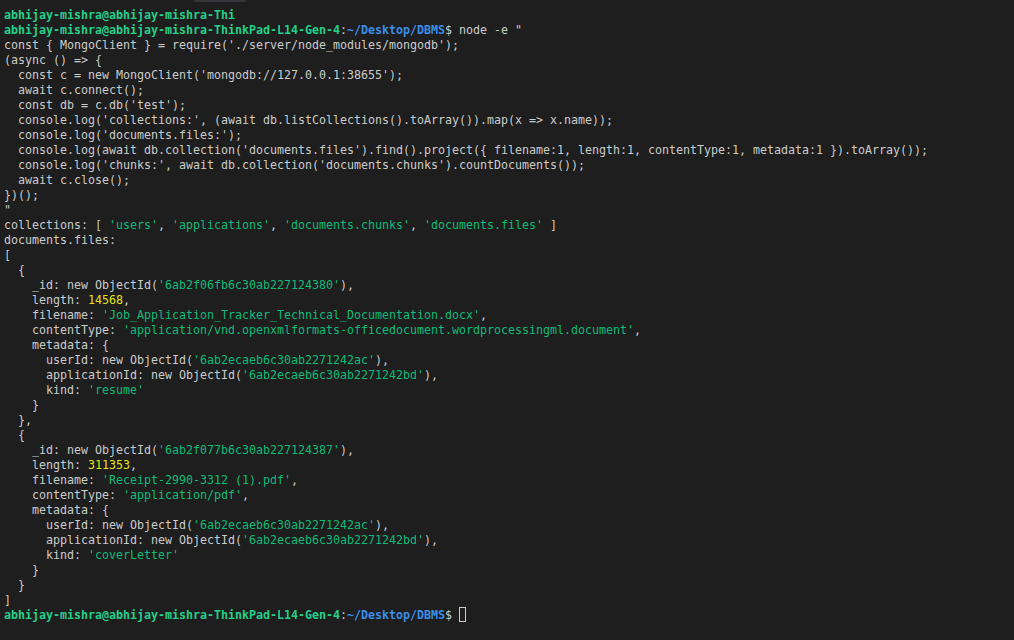 abhijay-mishra@abhijay-mishra-Thi
abhijay-mishra@abhijay-mishra-ThinkPad-L14-Gen-4:~/Desktop/DBMS$ node -e "
const { MongoClient } = require('./server/node_modules/mongodb');
(async () => {
  const c = new MongoClient('mongodb://127.0.0.1:38655');
  await c.connect();
  const db = c.db('test');
  console.log('collections:', (await db.listCollections().toArray()).map(x => x.name));
  console.log('documents.files:');
  console.log(await db.collection('documents.files').find().project({ filename:1, length:1, contentType:1, metadata:1 }).toArray());
  console.log('chunks:', await db.collection('documents.chunks').countDocuments());
  await c.close();
})();
"
collections: [ 'users', 'applications', 'documents.chunks', 'documents.files' ]
documents.files:
[
  {
    _id: new ObjectId('6ab2f06fb6c30ab227124380'),
    length: 14568,
    filename: 'Job_Application_Tracker_Technical_Documentation.docx',
    contentType: 'application/vnd.openxmlformats-officedocument.wordprocessingml.document',
    metadata: {
      userId: new ObjectId('6ab2ecaeb6c30ab2271242ac'),
      applicationId: new ObjectId('6ab2ecaeb6c30ab2271242bd'),
      kind: 'resume'
    }
  },
  {
    _id: new ObjectId('6ab2f077b6c30ab227124387'),
    length: 311353,
    filename: 'Receipt-2990-3312 (1).pdf',
    contentType: 'application/pdf',
    metadata: {
      userId: new ObjectId('6ab2ecaeb6c30ab2271242ac'),
      applicationId: new ObjectId('6ab2ecaeb6c30ab2271242bd'),
      kind: 'coverLetter'
    }
  }
]
abhijay-mishra@abhijay-mishra-ThinkPad-L14-Gen-4:~/Desktop/DBMS$